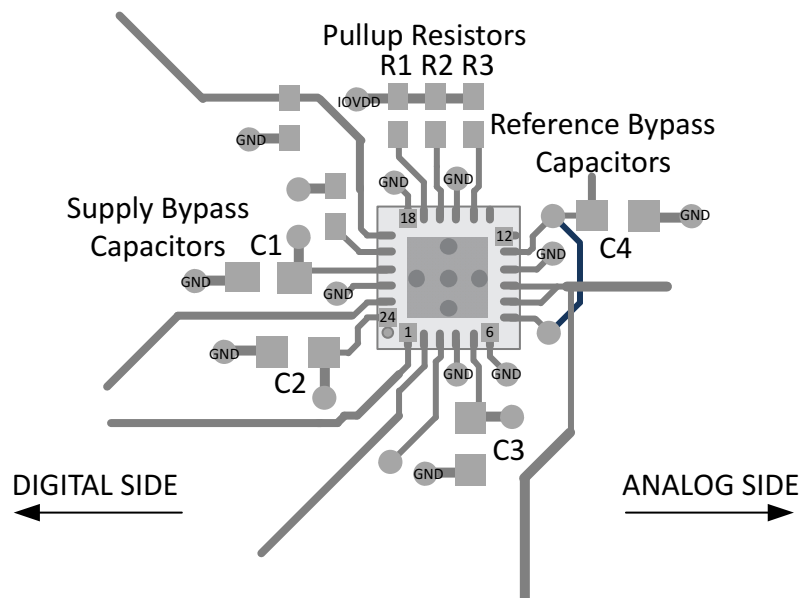 Pullup Resistors
R1 R2 R3
IOVDD
GND
Reference Bypass
Capacitors
GND
GND
Supply Bypass
Capacitors
C1
18
12
C4
GND
GND
GND
GND
24
1
6
GND
C2
GND
GND
C3
GND
DIGITAL SIDE
ANALOG SIDE